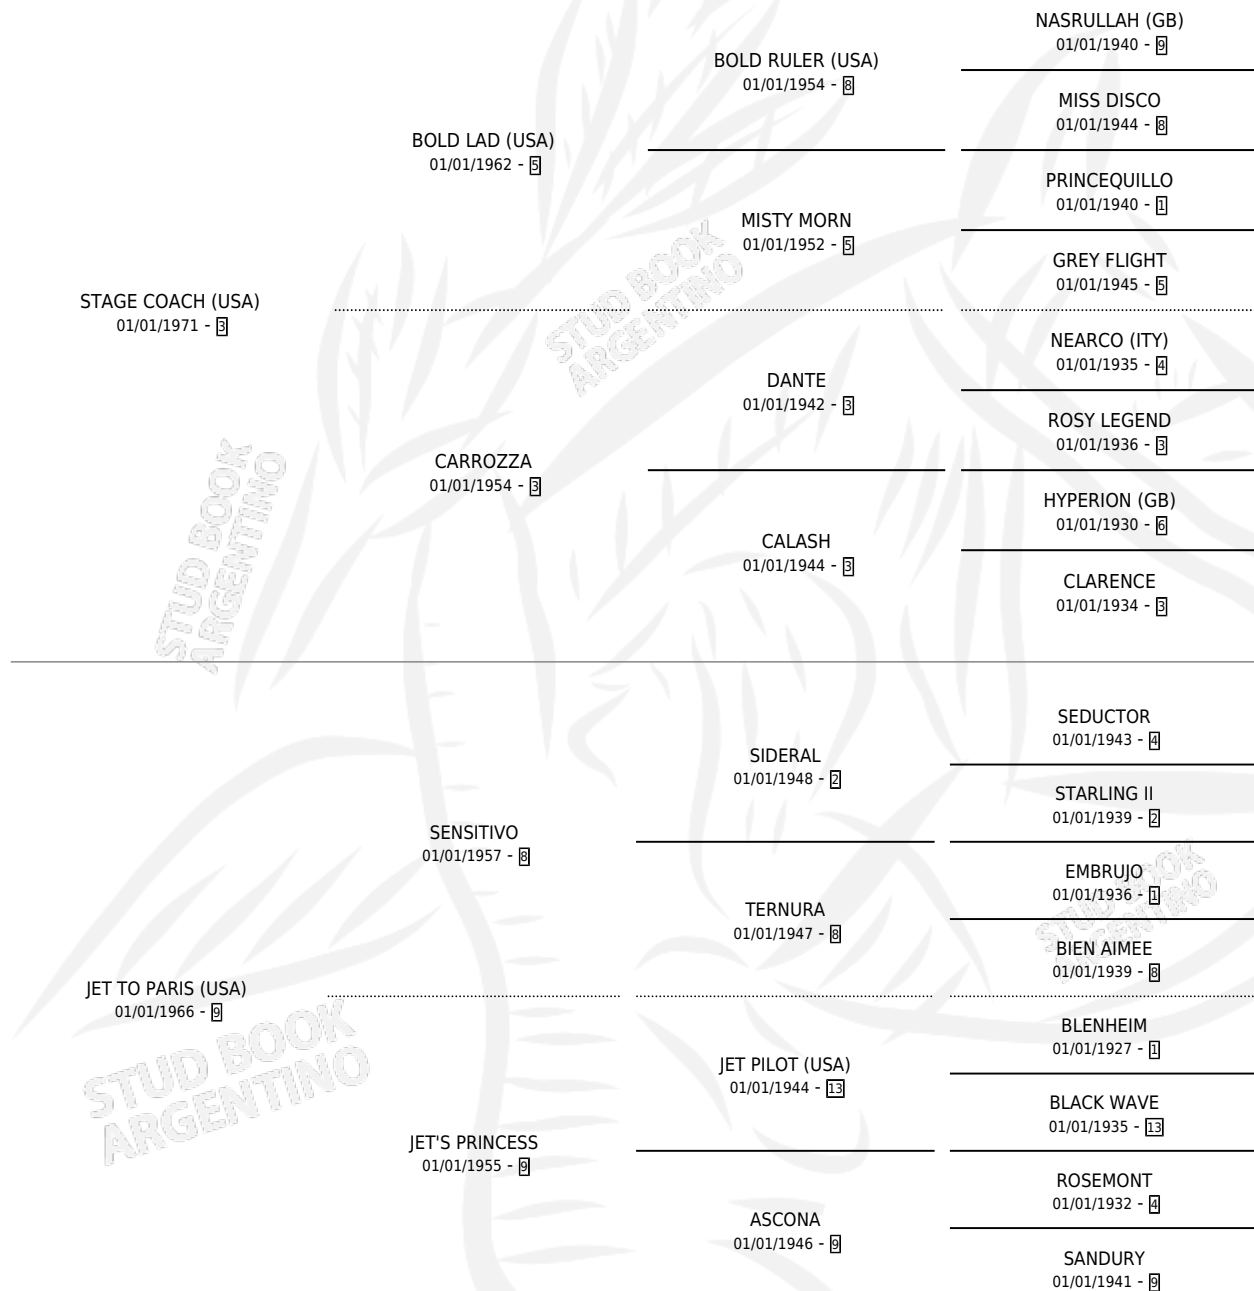 NASRULLAH (GB)
01/01/1940 - 9
BOLD RULER (USA)
01/01/1954 - 8
MISS DISCO
01/01/1944 - 8
BOLD LAD (USA)
01/01/1962 - 5
PRINCEQUILLO
01/01/1940 - 1
MISTY MORN
01/01/1952 - 5
GREY FLIGHT
01/01/1945 - 5
STAGE COACH (USA)
01/01/1971 - 3
NEARCO (ITY)
01/01/1935 - 4
DANTE
01/01/1942 - 3
ROSY LEGEND
01/01/1936 - 3
CARROZZA
01/01/1954 - 3
HYPERION (GB)
01/01/1930 - 6
CALASH
01/01/1944 - 3
CLARENCE
01/01/1934 - 3
SEDUCTOR
01/01/1943 - 4
SIDERAL
01/01/1948 - 2
STARLING II
01/01/1939 - 2
SENSITIVO
01/01/1957 - 8
EMBRUJO
01/01/1936 - 1
TERNURA
01/01/1947 - 8
BIEN AIMEE
01/01/1939 - 8
JET TO PARIS (USA)
01/01/1966 - 9
BLENHEIM
01/01/1927 - 1
JET PILOT (USA)
01/01/1944 - 13
BLACK WAVE
01/01/1935 - 13
JET'S PRINCESS
01/01/1955 - 9
ROSEMONT
01/01/1932 - 4
ASCONA
01/01/1946 - 9
SANDURY
01/01/1941 - 9
STUD BOOK
ARGENTINO
STUD BOOK
ARGENTINO
STUD BOOK
ARGENTINO
STUD BOOK
ARGENTINO